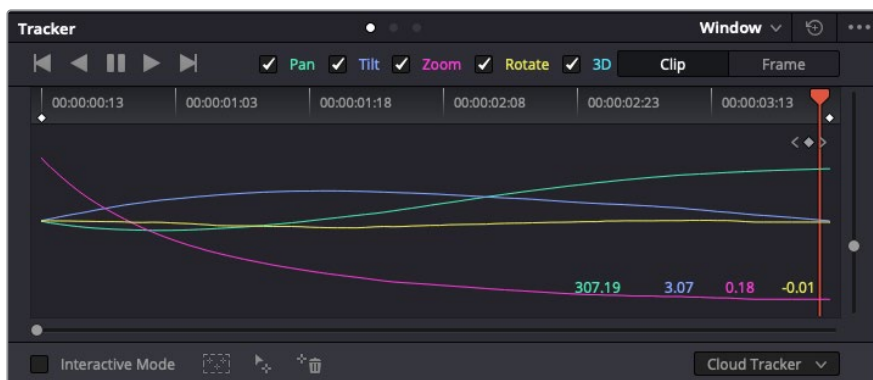 Tracker Window
Pan Tilt Zoom Rotate 3D Clip Frame
00:00:00:13 00:00:01:03 00:00:01:18 00:00:02:08 00:00:02:23 00:00:03:13
307.19 3.07 0.18 -0.01
Interactive Mode Cloud Tracker